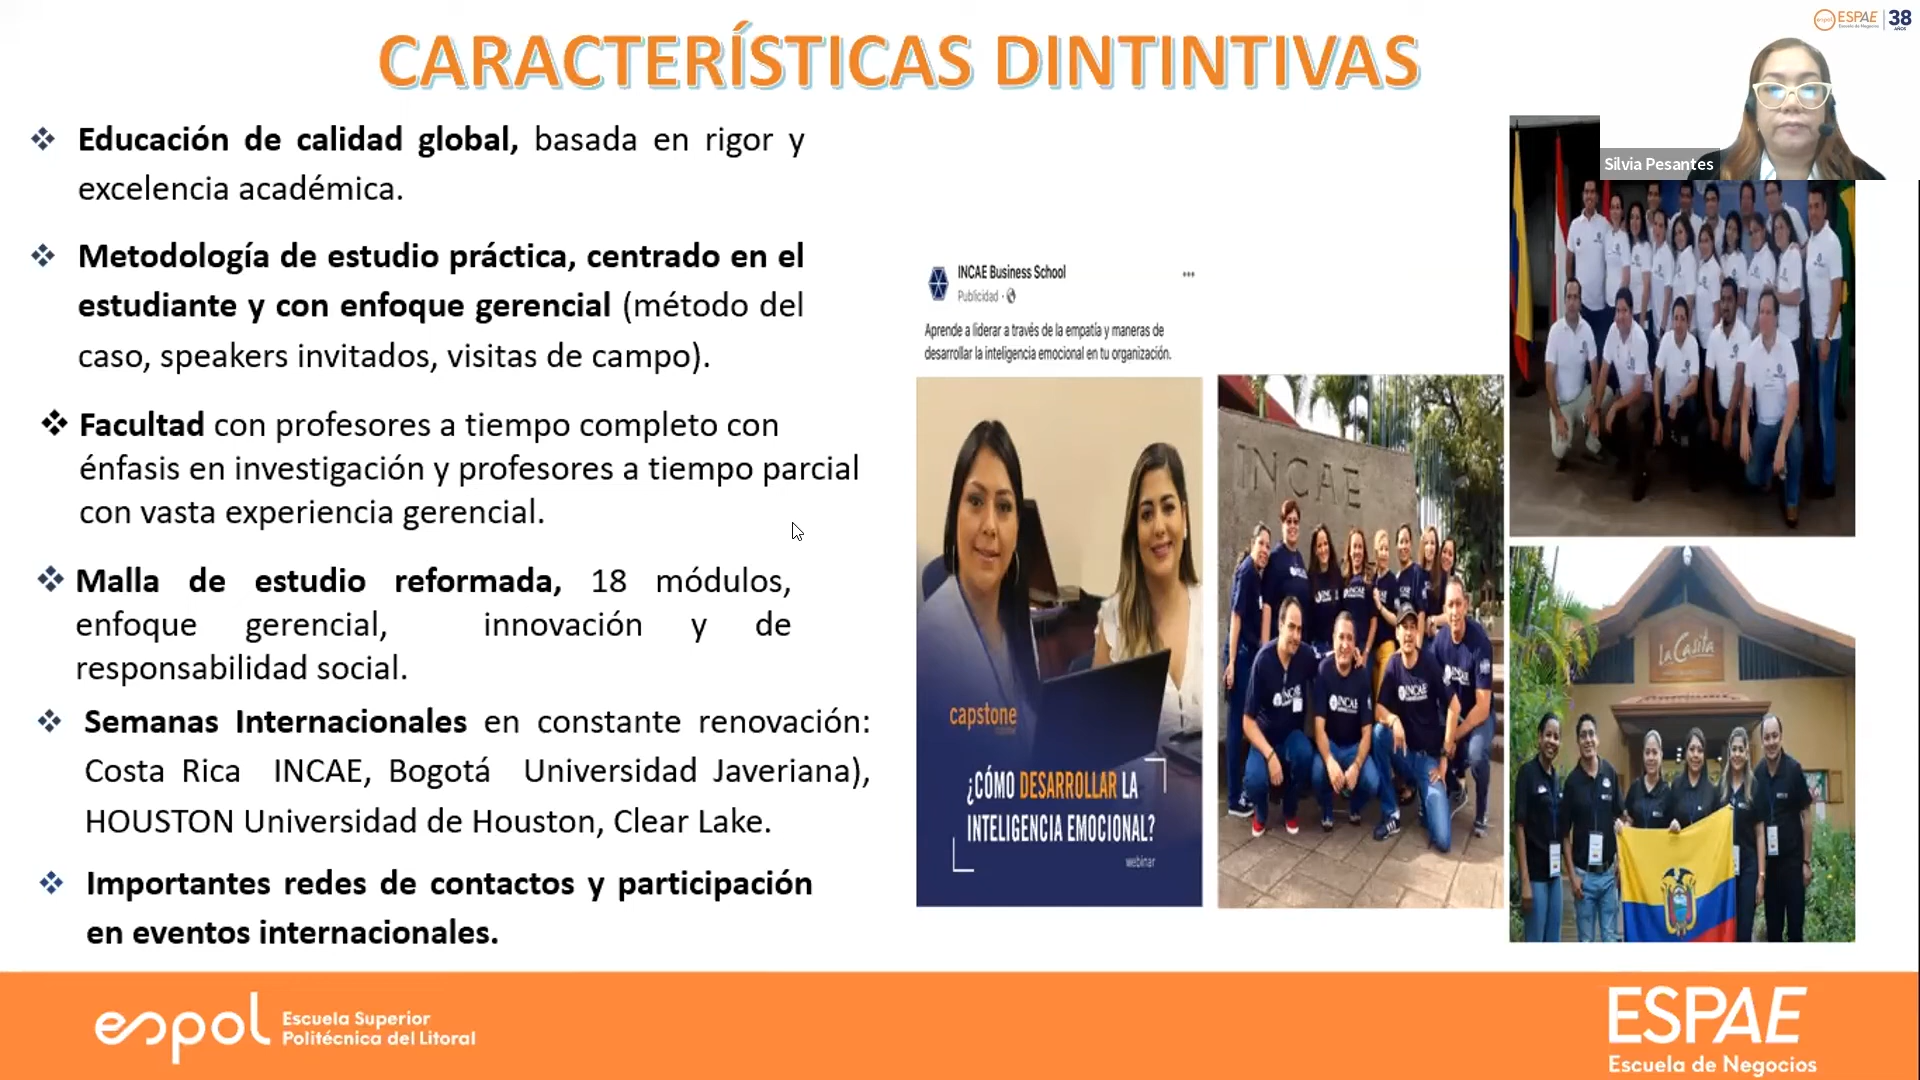 CARACTERÍSTICAS DINTINTIVAS
espol ESPAE 38
AÑOS
Silvia Pesantes
Educación de calidad global, basada en rigor y
excelencia académica.
Metodología de estudio práctica, centrado en el
estudiante y con enfoque gerencial (método del
caso, speakers invitados, visitas de campo).
Facultad con profesores a tiempo completo con
énfasis en investigación y profesores a tiempo parcial
con vasta experiencia gerencial.
Malla de estudio reformada, 18 módulos,
enfoque gerencial, innovación y de
responsabilidad social.
Semanas Internacionales en constante renovación:
Costa Rica INCAE, Bogotá Universidad Javeriana),
HOUSTON Universidad de Houston, Clear Lake.
Importantes redes de contactos y participación
en eventos internacionales.
INCAE Business School
Publicidad
Aprende a liderar a través de la empatía y maneras de
desarrollar la inteligencia emocional en tu organización.
capstone
¿CÓMO DESARROLLAR LA
INTELIGENCIA EMOCIONAL?
webinar
INCAE
INCAE
INCAE
INCAE
INCAE
La Casita
espol Escuela Superior
Politécnica del Litoral
ESPAE
Escuela de Negocios